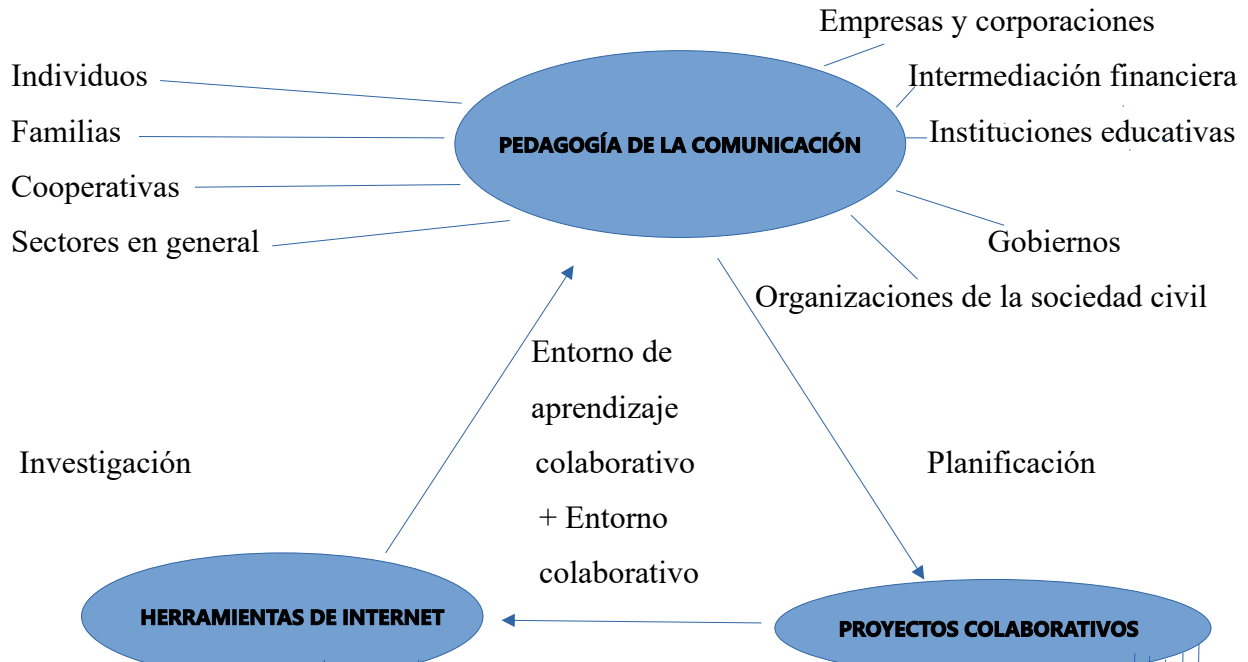 Empresas y corporaciones
Individuos
Intermediación financiera
Familias
Instituciones educativas
PEDAGOGÍA DE LA COMUNICACIÓN
Cooperativas
Sectores en general
Gobiernos
Organizaciones de la sociedad civil
Entorno de
aprendizaje
colaborativo
+ Entorno
colaborativo
Investigación
Planificación
HERRAMIENTAS DE INTERNET
PROYECTOS COLABORATIVOS